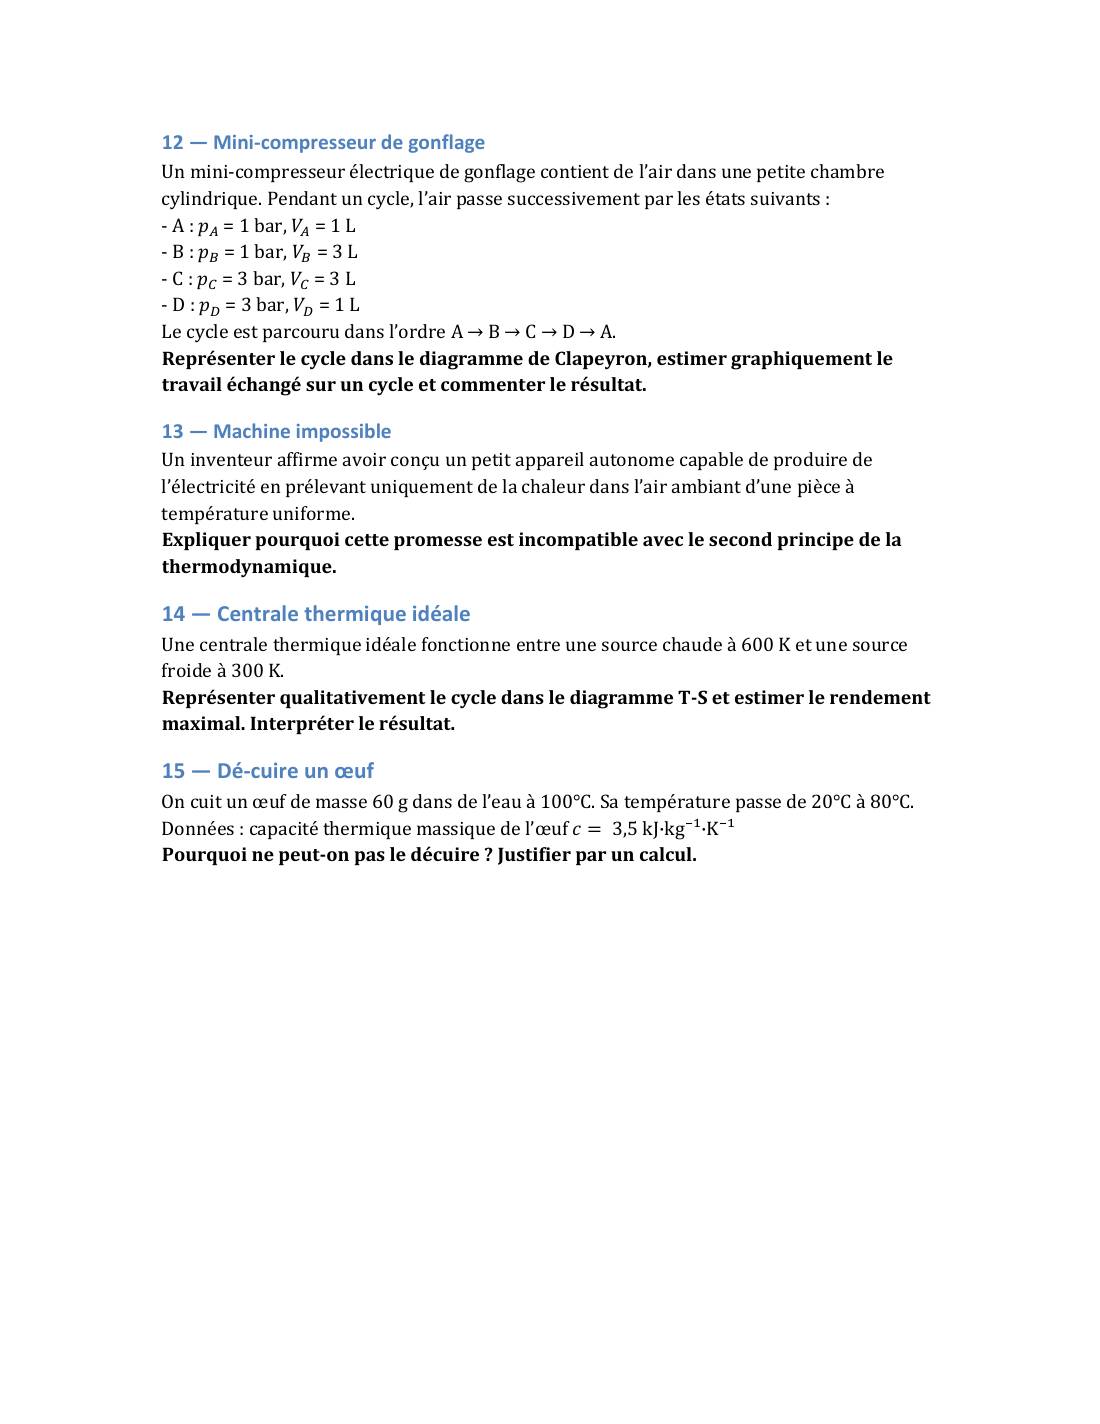 12 — Mini-compresseur de gonflage
Un mini-compresseur électrique de gonflage contient de l’air dans une petite chambre
cylindrique. Pendant un cycle, l’air passe successivement par les états suivants :
- A : p_A = 1 bar, V_A = 1 L
- B : p_B = 1 bar, V_B = 3 L
- C : p_C = 3 bar, V_C = 3 L
- D : p_D = 3 bar, V_D = 1 L
Le cycle est parcouru dans l’ordre A → B → C → D → A.
Représenter le cycle dans le diagramme de Clapeyron, estimer graphiquement le
travail échangé sur un cycle et commenter le résultat.
13 — Machine impossible
Un inventeur affirme avoir conçu un petit appareil autonome capable de produire de
l’électricité en prélevant uniquement de la chaleur dans l’air ambiant d’une pièce à
température uniforme.
Expliquer pourquoi cette promesse est incompatible avec le second principe de la
thermodynamique.
14 — Centrale thermique idéale
Une centrale thermique idéale fonctionne entre une source chaude à 600 K et une source
froide à 300 K.
Représenter qualitativement le cycle dans le diagramme T-S et estimer le rendement
maximal. Interpréter le résultat.
15 — Dé-cuire un œuf
On cuit un œuf de masse 60 g dans de l’eau à 100°C. Sa température passe de 20°C à 80°C.
Données : capacité thermique massique de l’œuf c = 3,5 kJ·kg⁻¹·K⁻¹
Pourquoi ne peut-on pas le décuire ? Justifier par un calcul.